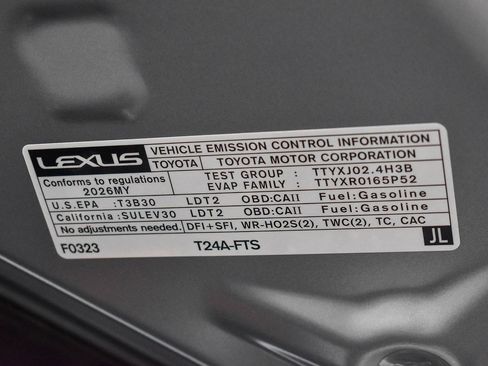 LEXUS VEHICLE EMISSION CONTROL INFORMATION
TOYOTA TOYOTA MOTOR CORPORATION
Conforms to regulations TEST GROUP : TTYXJ02.4H3B
2026MY EVAP FAMILY : TTYXR0165P52
U.S.EPA :T3B30 LDT2 OBD:CAII Fuel:Gasoline
California:SULEV30 LDT2 OBD:CAII Fuel:Gasoline
No adjustments needed. DFI+SFI, WR-HO2S(2), TWC(2), TC, CAC
F0323 T24A-FTS JL